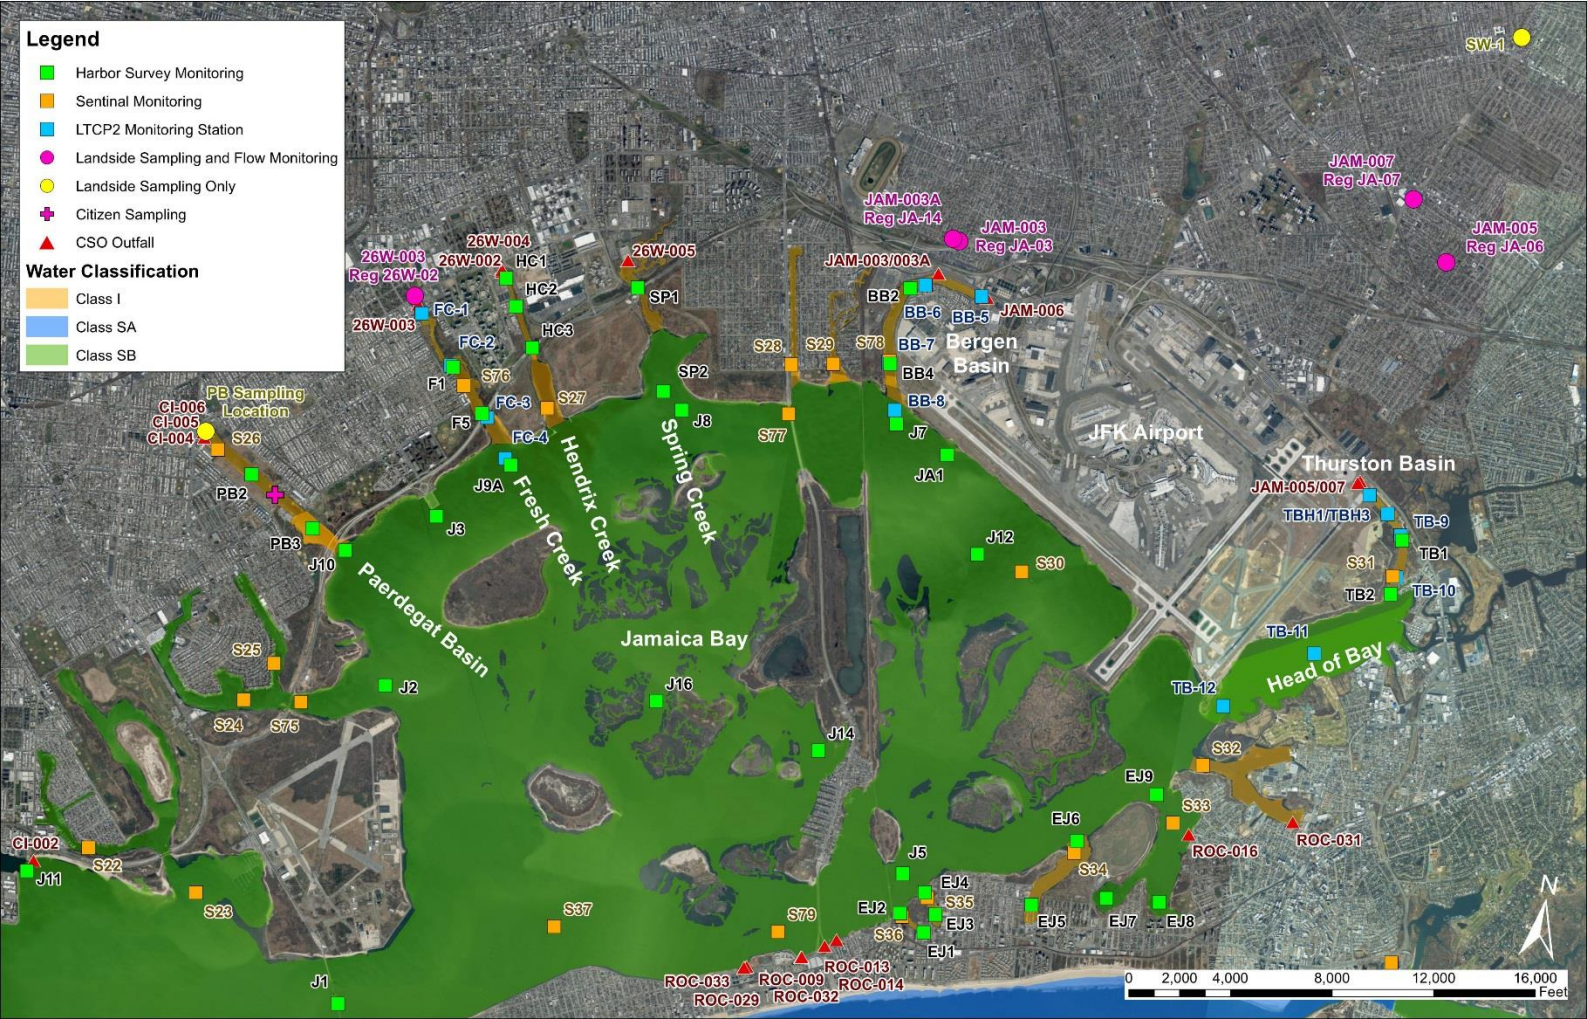 Legend
Harbor Survey Monitoring
Sentinal Monitoring
LTCP2 Monitoring Station
Landside Sampling and Flow Monitoring
Landside Sampling Only
Citizen Sampling
CSO Outfall
Water Classification
Class I
Class SA
Class SB
SW-1
JAM-007
Reg JA-07
JAM-005
Reg JA-06
JAM-003A
Reg JA-14
JAM-003
Reg JA-03
JAM-003/003A
JAM-006
BB2
BB-6
BB-5
Bergen
Basin
S78
BB-7
BB4
BB-8
J7
JA1
S28
S29
S77
26W-005
SP1
SP2
J8
26W-004
26W-002
HC1
HC2
HC3
S27
26W-003
Reg 26W-02
26W-003
FC-1
FC-2
F1
S76
F5
FC-3
FC-4
J9A
Fresh Creek
Hendrix Creek
Spring Creek
PB Sampling
Location
CI-006
CI-005
CI-004
S26
PB2
PB3
J10
J3
Paerdegat Basin
JFK Airport
Thurston Basin
JAM-005/007
TBH1/TBH3
TB-9
TB1
S31
TB-10
TB2
TB-11
Head of Bay
TB-12
J12
S30
Jamaica Bay
S25
S24
S75
J2
J16
J14
S32
EJ9
S33
EJ6
S34
ROC-016
ROC-031
CI-002
J11
S22
S23
S37
S79
J5
EJ4
EJ2
S35
EJ3
S36
EJ1
EJ5
EJ7
EJ8
J1
ROC-033
ROC-029
ROC-009
ROC-032
ROC-013
ROC-014
N
0 2,000 4,000 8,000 12,000 16,000
Feet